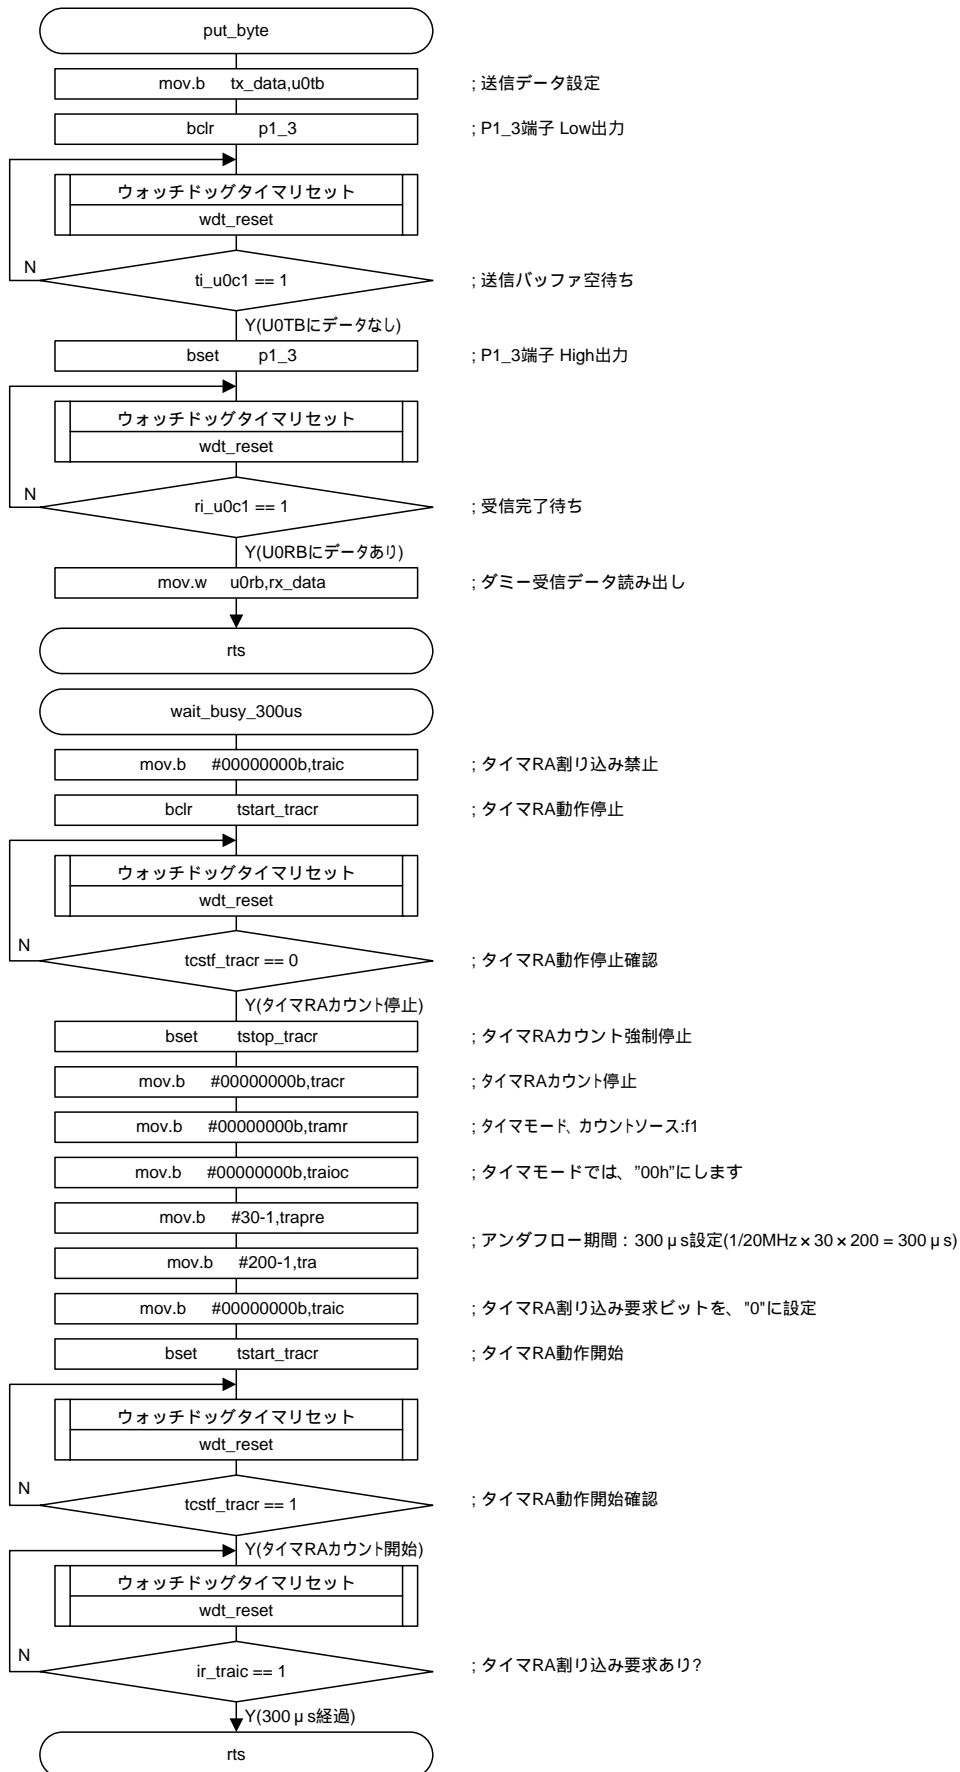 put_byte
mov.b tx_data,u0tb ; 送信データ設定
bclr p1_3 ; P1_3端子 Low出力
ウォッチドッグタイマリセット
wdt_reset
N
ti_u0c1 == 1 ; 送信バッファ空待ち
Y(U0TBにデータなし)
bset p1_3 ; P1_3端子 High出力
ウォッチドッグタイマリセット
wdt_reset
N
ri_u0c1 == 1 ; 受信完了待ち
Y(U0RBにデータあり)
mov.w u0rb,rx_data ; ダミー受信データ読み出し
rts
wait_busy_300us
mov.b #00000000b,traic ; タイマRA割り込み禁止
bclr tstart_tracr ; タイマRA動作停止
ウォッチドッグタイマリセット
wdt_reset
N
tcstf_tracr == 0 ; タイマRA動作停止確認
Y(タイマRAカウント停止)
bset tstop_tracr ; タイマRAカウント強制停止
mov.b #00000000b,tracr ; タイマRAカウント停止
mov.b #00000000b,tramr ; タイマモード、カウントソース:f1
mov.b #00000000b,traioc ; タイマモードでは、”00h”にします
mov.b #30-1,trapre
; アンダフロー期間：300μs設定(1/20MHz×30×200＝300μs)
mov.b #200-1,tra
mov.b #00000000b,traic ; タイマRA割り込み要求ビットを、"0"に設定
bset tstart_tracr ; タイマRA動作開始
ウォッチドッグタイマリセット
wdt_reset
N
tcstf_tracr == 1 ; タイマRA動作開始確認
Y(タイマRAカウント開始)
ウォッチドッグタイマリセット
wdt_reset
N
ir_traic == 1 ; タイマRA割り込み要求あり?
Y(300μs経過)
rts